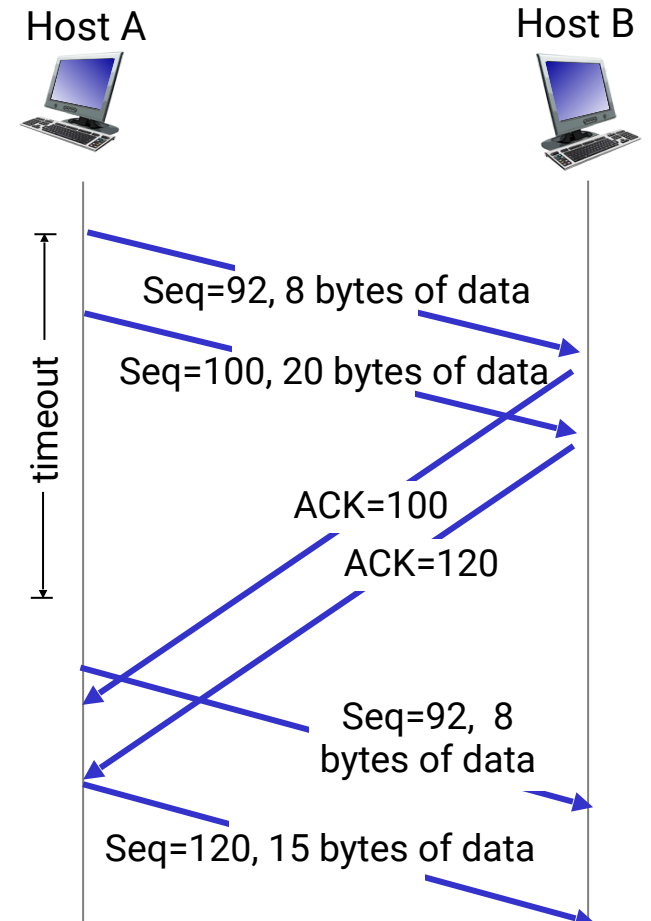 Host A
Host B
Seq=92, 8 bytes of data
Seq=100, 20 bytes of data
timeout
ACK=100
ACK=120
Seq=92, 8
bytes of data
Seq=120, 15 bytes of data